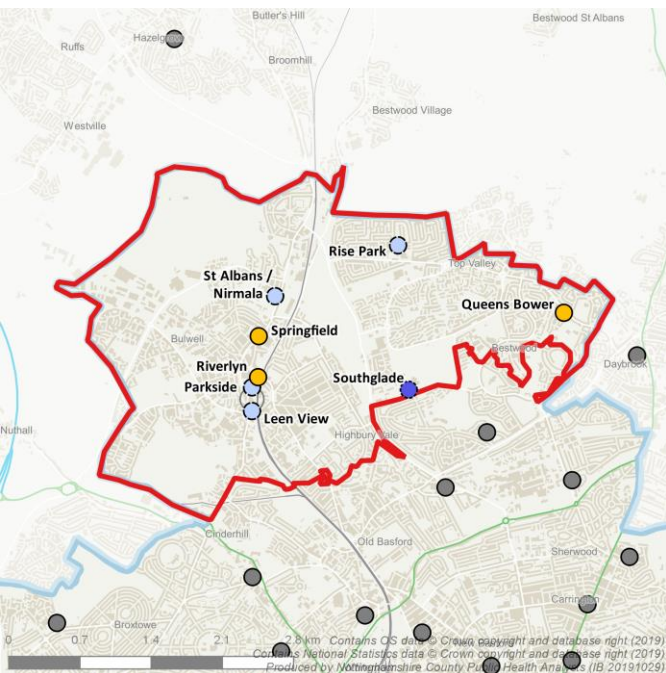 Butler's Hill
Bestwood St Albans
Hazelgrove
Ruffs
Broomhill
Bestwood Village
Westville
Rise Park
Top Valley
St Albans /
Nirmala
Queens Bower
Springfield
Bulwell
Bestwood
Daybrook
Riverlyn
Parkside
Southglade
Leen View
Nuthall
Highbury Vale
Cinderhill
Old Basford
Sherwood
Carrington
Broxtowe
0 0.7 1.4 2.1 2.8 km
Contains OS data © Crown copyright and database right (2019)
Contains National Statistics data © Crown copyright and database right (2019)
Produced by Nottinghamshire County Public Health Analysts (IB 20191029)